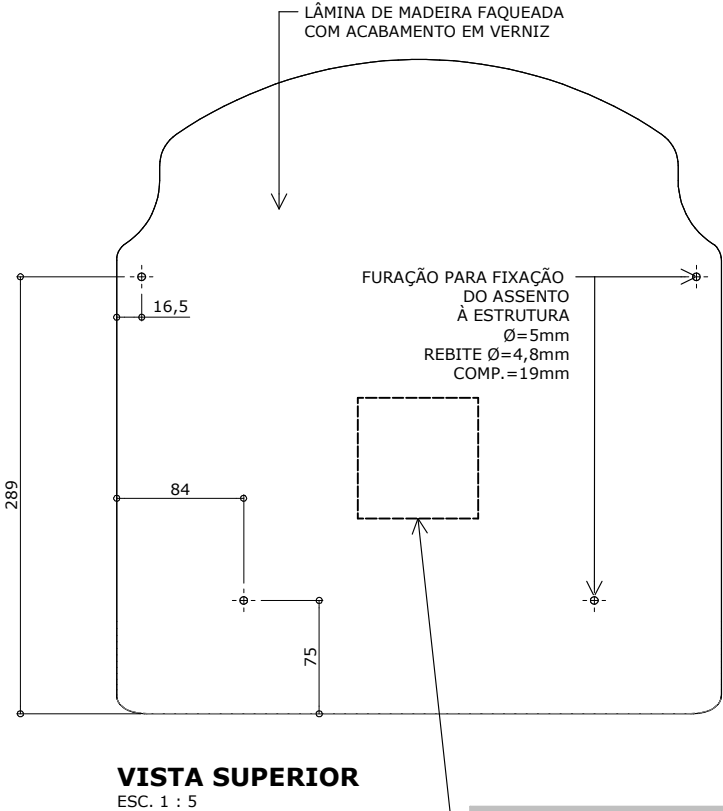 LÂMINA DE MADEIRA FAQUEADA
COM ACABAMENTO EM VERNIZ
FURAÇÃO PARA FIXAÇÃO
DO ASSENTO
À ESTRUTURA
Ø=5mm
REBITE Ø=4,8mm
COMP.=19mm
16,5
289
84
75
VISTA SUPERIOR
ESC. 1 : 5